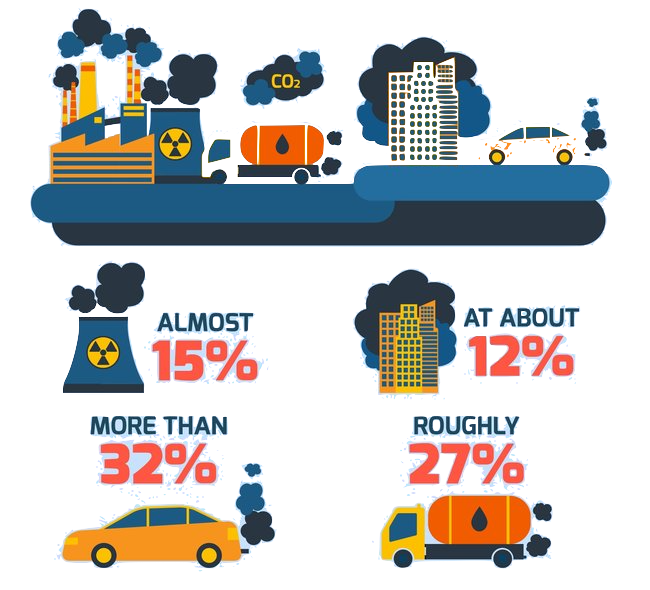 CO₂
ALMOST
15%
AT ABOUT
12%
MORE THAN
32%
ROUGHLY
27%